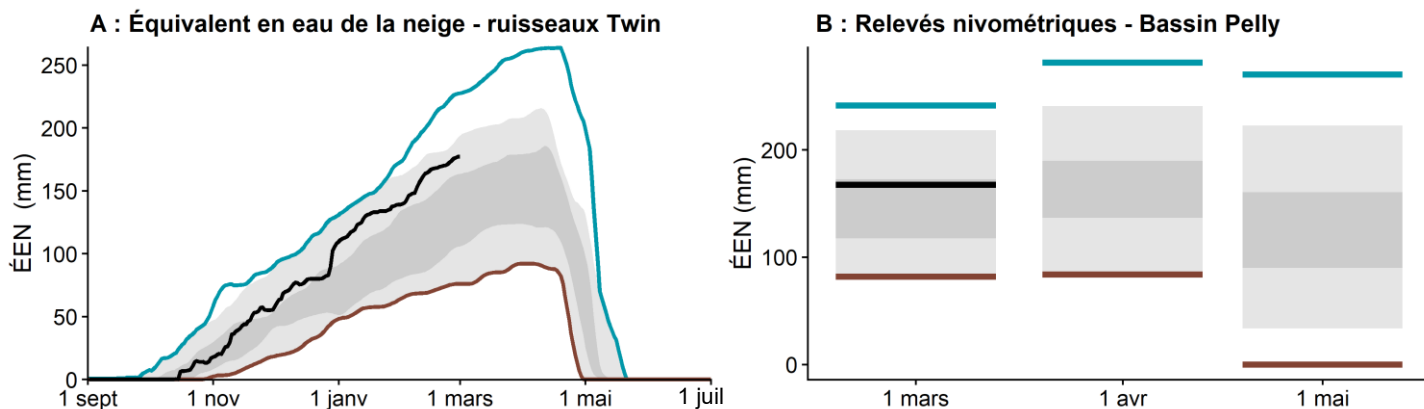 A : Équivalent en eau de la neige - ruisseaux Twin
ÉEN (mm)
250
200
150
100
50
0
1 sept
1 nov
1 janv
1 mars
1 mai
1 juil
B : Relevés nivométriques - Bassin Pelly
ÉEN (mm)
200
100
0
1 mars
1 avr
1 mai